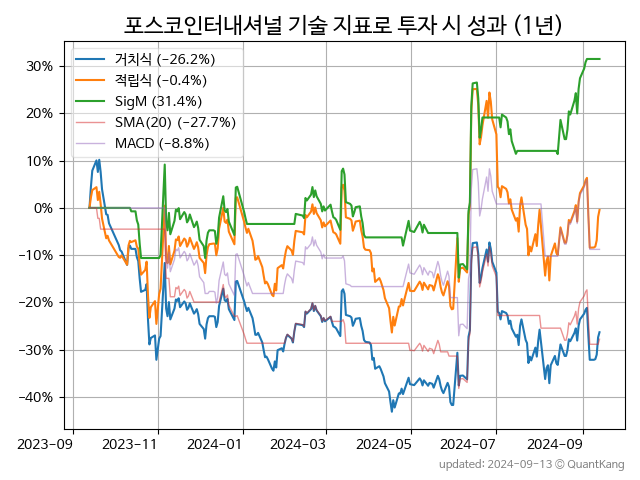 포스코인터내셔널 기술 지표로 투자 시 성과 (1년)
거치식 (−26.2%)
적립식 (−0.4%)
SigM (31.4%)
SMA(20) (−27.7%)
MACD (−8.8%)
30%
20%
10%
0%
−10%
−20%
−30%
−40%
2023-09 2023-11 2024-01 2024-03 2024-05 2024-07 2024-09
updated: 2024-09-13 ⓒ QuantKang